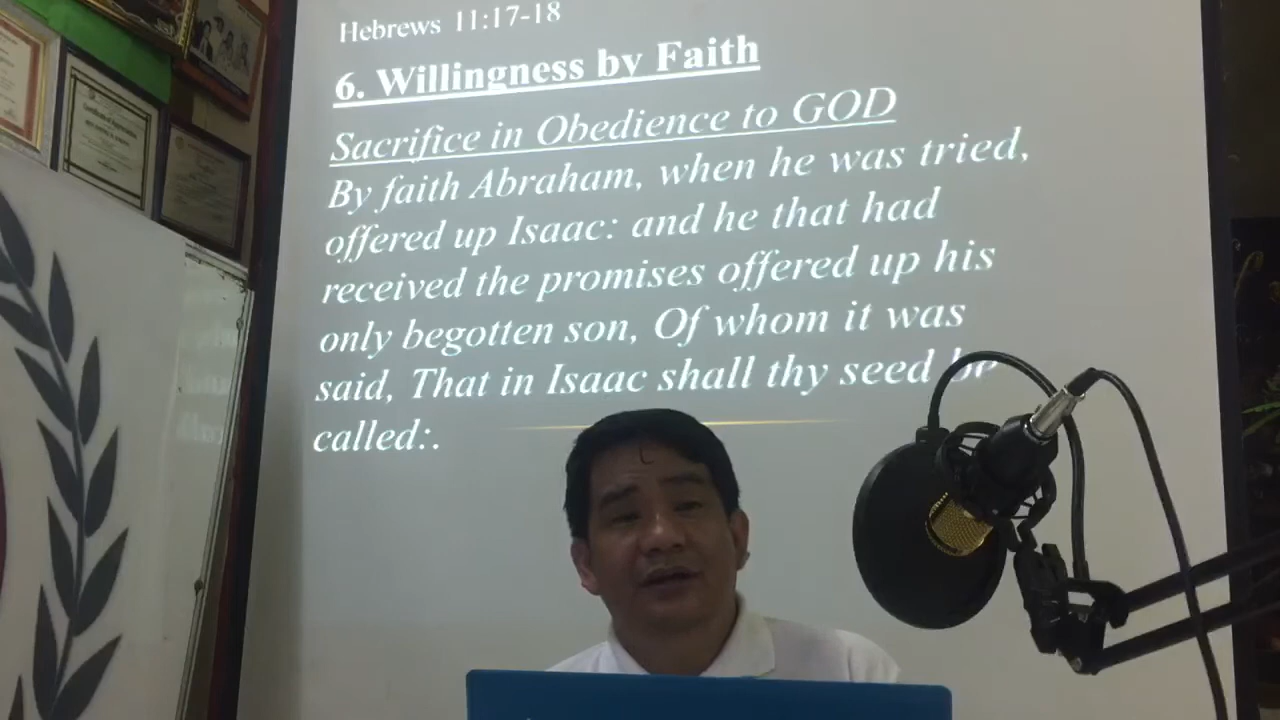 Hebrews 11:17-18
6. Willingness by Faith
Sacrifice in Obedience to GOD
By faith Abraham, when he was tried,
offered up Isaac: and he that had
received the promises offered up his
only begotten son, Of whom it was
said, That in Isaac shall thy seed be
called:.